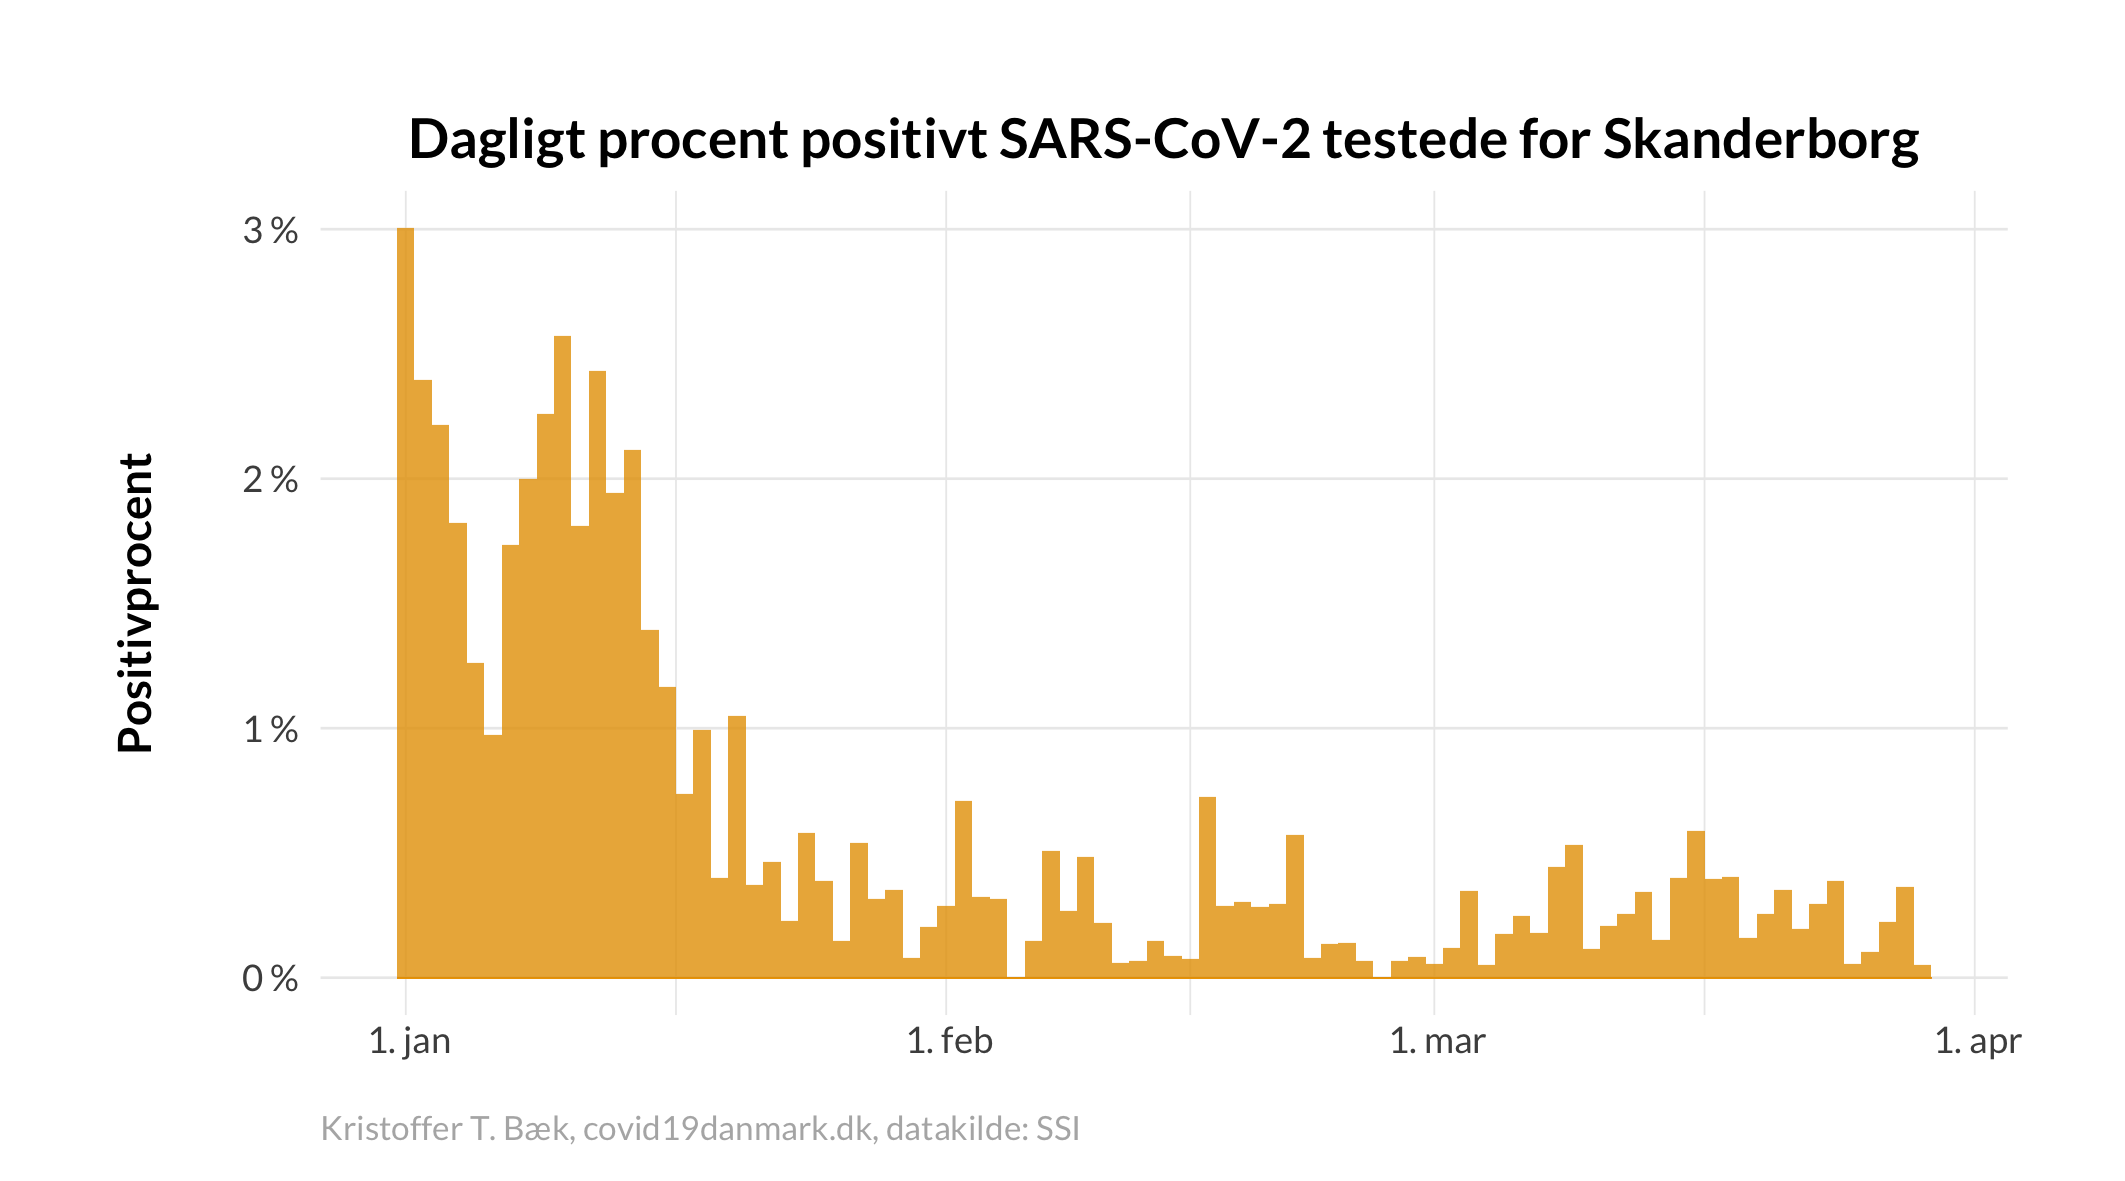 Dagligt procent positivt SARS-CoV-2 testede for Skanderborg
Positivprocent
3 %
2 %
1 %
0 %
1. jan
1. feb
1. mar
1. apr
Kristoffer T. Bæk, covid19danmark.dk, datakilde: SSI